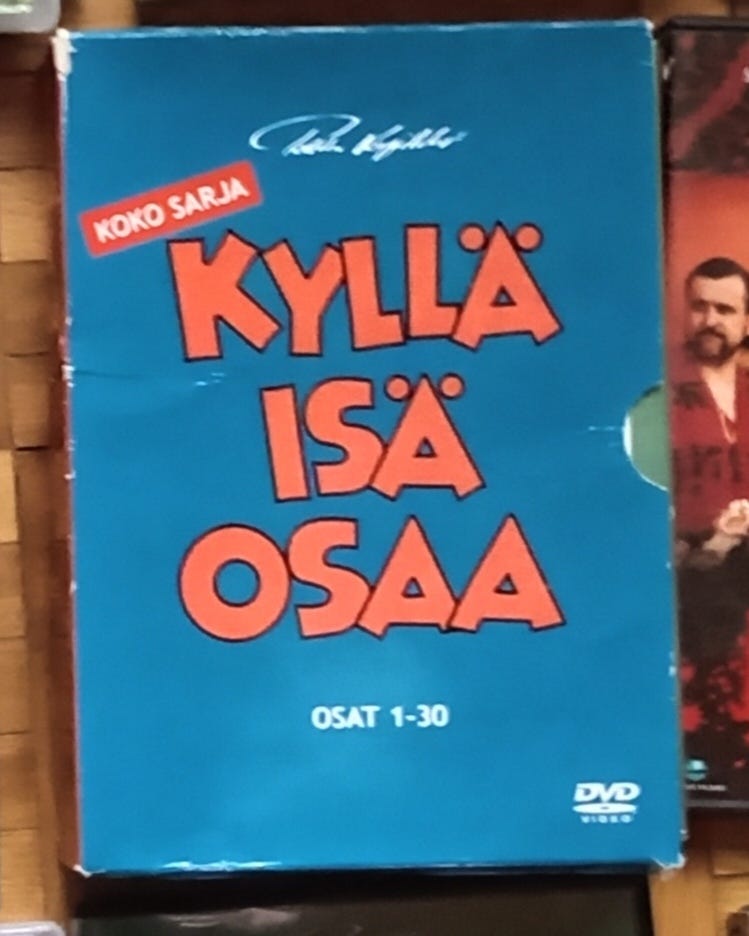 KOKO SARJA
KYLLÄ
ISÄ
OSAA
OSAT 1-30
DVD
VIDEO